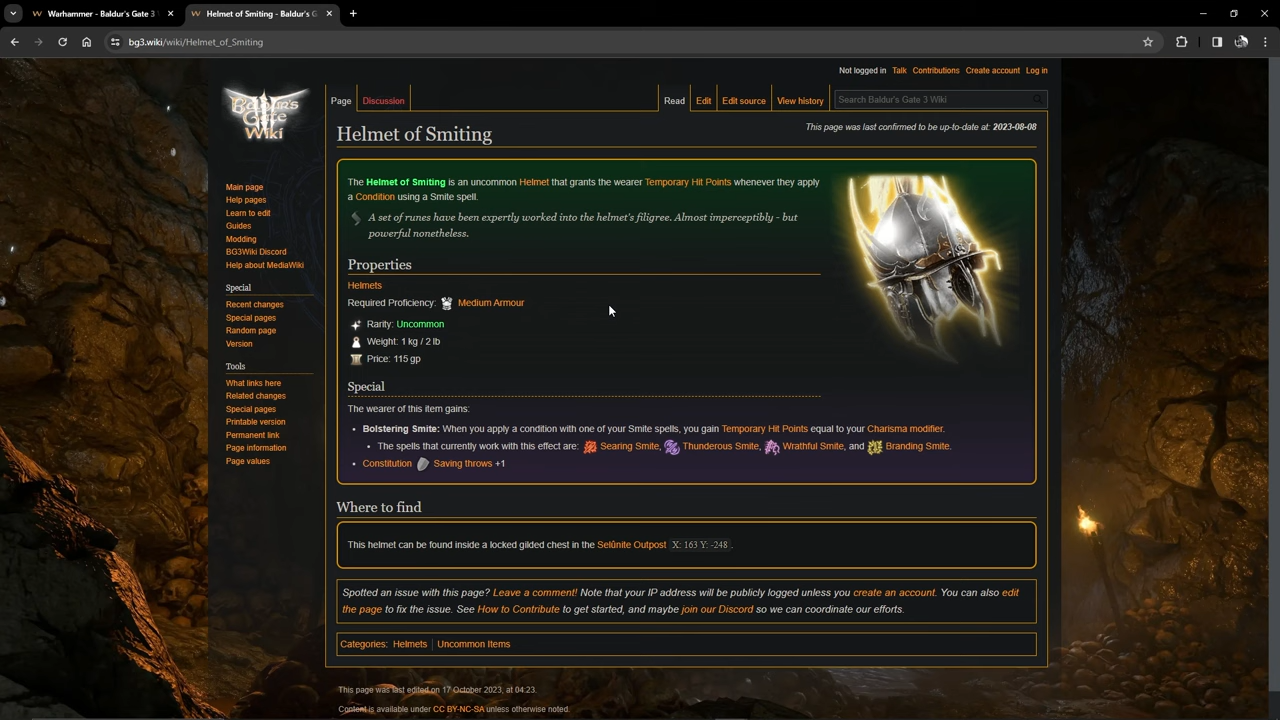 Warhammer - Baldur's Gate 3
Helmet of Smiting - Baldur's G
bg3.wiki/wiki/Helmet_of_Smiting
Not logged in Talk Contributions Create account Log in
Baldur's Gate Wiki
Page Discussion Read Edit Edit source View history Search Baldur's Gate 3 Wiki
Helmet of Smiting
This page was last confirmed to be up-to-date at: 2023-08-08
Main page
Help pages
Learn to edit
Guides
Modding
BG3Wiki Discord
Help about MediaWiki
Special
Recent changes
Special pages
Random page
Version
Tools
What links here
Related changes
Special pages
Printable version
Permanent link
Page information
Page values
The Helmet of Smiting is an uncommon Helmet that grants the wearer Temporary Hit Points whenever they apply
a Condition using a Smite spell.
A set of runes have been expertly worked into the helmet's filigree. Almost imperceptibly - but
powerful nonetheless.
Properties
Helmets
Required Proficiency: Medium Armour
Rarity: Uncommon
Weight: 1 kg / 2 lb
Price: 115 gp
Special
The wearer of this item gains:
• Bolstering Smite: When you apply a condition with one of your Smite spells, you gain Temporary Hit Points equal to your Charisma modifier.
• The spells that currently work with this effect are: Searing Smite, Thunderous Smite, Wrathful Smite, and Branding Smite.
• Constitution Saving throws +1
Where to find
This helmet can be found inside a locked gilded chest in the Selûnite Outpost X: 163 Y: -248 .
Spotted an issue with this page? Leave a comment! Note that your IP address will be publicly logged unless you create an account. You can also edit
the page to fix the issue. See How to Contribute to get started, and maybe join our Discord so we can coordinate our efforts.
Categories: Helmets Uncommon Items
This page was last edited on 17 October 2023, at 04:23.
Content is available under CC BY-NC-SA unless otherwise noted.